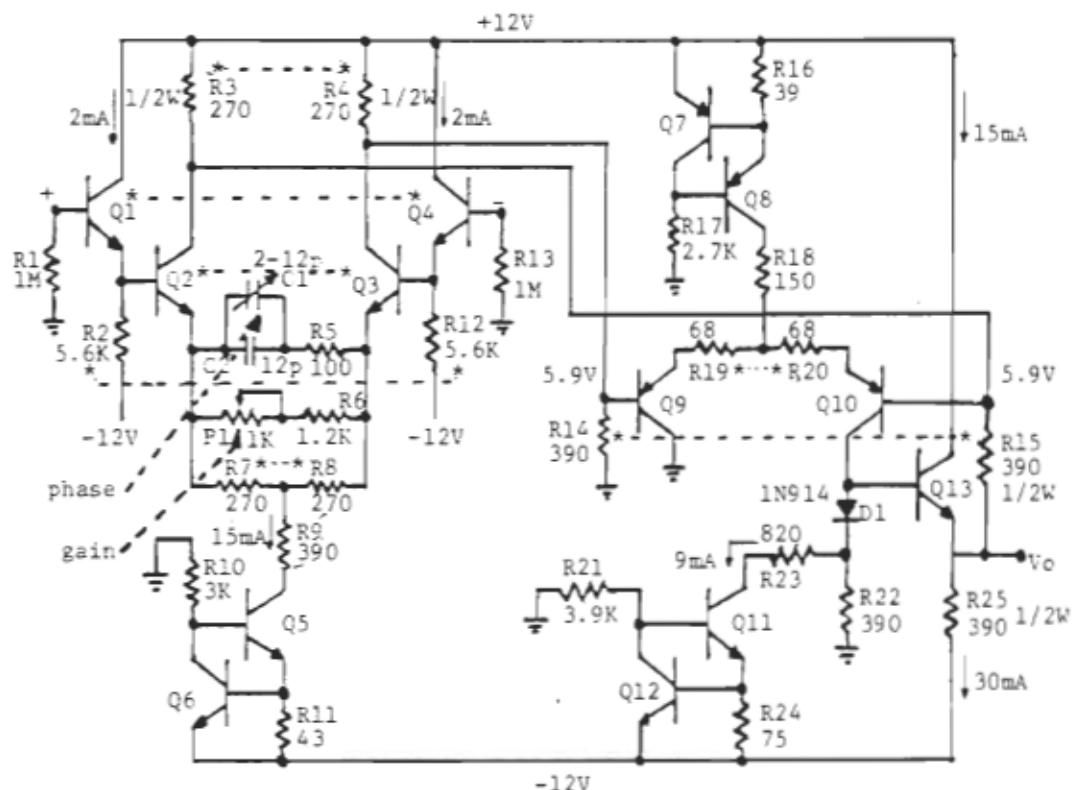 +12V
R3
270
1/2W
R4
270
1/2W
2mA
2mA
R16
39
Q7
15mA
Q8
+
Q1
Q4
-
R17
2.7K
R18
150
R1
1M
Q2
2-12p
C1
Q3
R13
1M
R2
5.6K
C2
12p
R5
100
R12
5.6K
68
68
R19
R20
5.9V
5.9V
Q9
Q10
-12V
P1
1K
R6
1.2K
-12V
R14
390
R15
390
1/2W
phase
R7
270
R8
270
1N914
D1
Q13
gain
15mA
R9
390
9mA
820
R23
Vo
R10
3K
R21
3.9K
R22
390
R25
390
1/2W
Q5
Q11
Q6
Q12
30mA
R11
43
R24
75
-12V